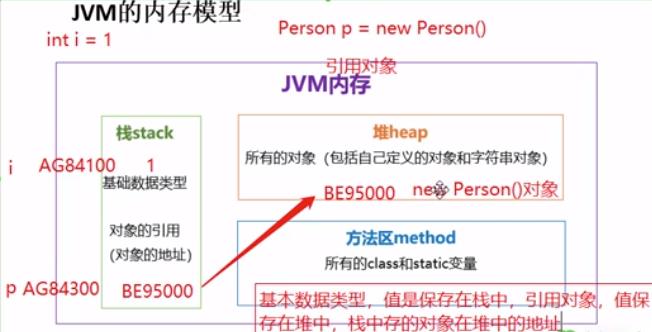 JVM的内存模型
int i = 1
Person p = new Person()
引用对象
JVM内存
栈stack
堆heap
所有的对象（包括自己定义的对象和字符串对象）
i AG84100 1
基础数据类型
BE95000 new Person()对象
对象的引用
(对象的地址)
方法区method
所有的class和static变量
p AG84300 BE95000
基本数据类型，值是保存在栈中，引用对象，值保
存在堆中，栈中存的对象在堆中的地址